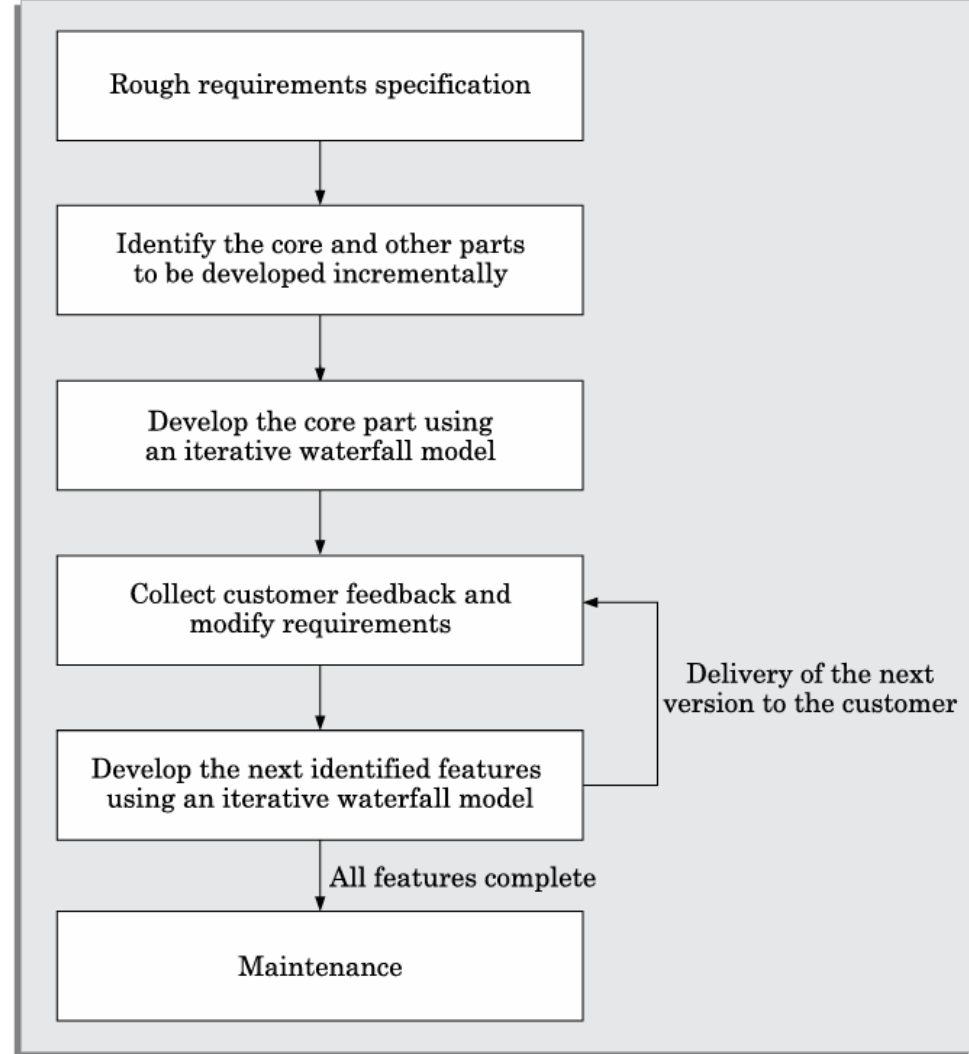 Rough requirements specification
Identify the core and other parts
to be developed incrementally
Develop the core part using
an iterative waterfall model
Collect customer feedback and
modify requirements
Delivery of the next
version to the customer
Develop the next identified features
using an iterative waterfall model
All features complete
Maintenance